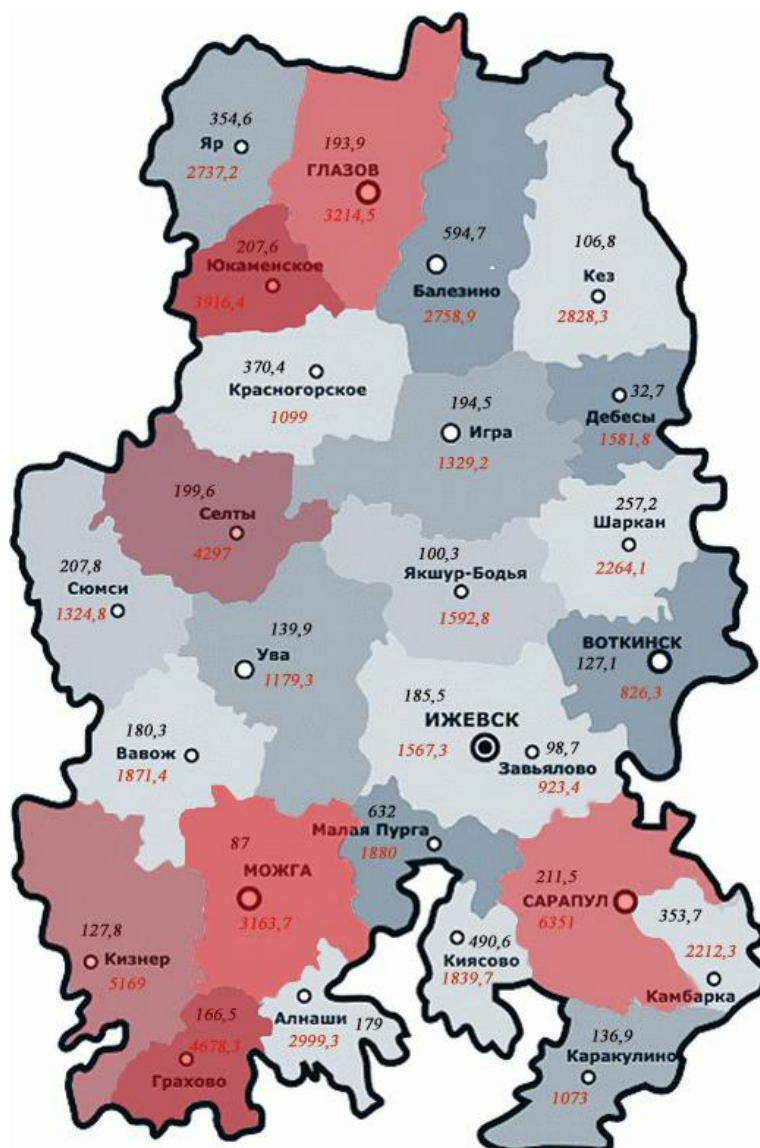 354,6
Яр
2737,2
193,9
ГЛАЗОВ
3214,5
207,6
Юкаменское
3916,4
594,7
Балезино
2758,9
106,8
Кез
2828,3
370,4
Красногорское
1099
194,5
Игра
1329,2
32,7
Дебесы
1581,8
199,6
Селты
4297
257,2
Шаркан
2264,1
207,8
Сюмси
1324,8
100,3
Якшур-Бодья
1592,8
139,9
Ува
1179,3
ВОТКИНСК
127,1
826,3
180,3
Вавож
1871,4
185,5
ИЖЕВСК
1567,3
98,7
Завьялово
923,4
632
Малая Пурга
1880
87
МОЖГА
3163,7
211,5
САРАПУЛ
6351
353,7
2212,3
Камбарка
127,8
Кизнер
5169
490,6
Киясово
1839,7
166,5
4678,3
Грахово
Алнаши
179
2999,3
136,9
Каракулино
1073